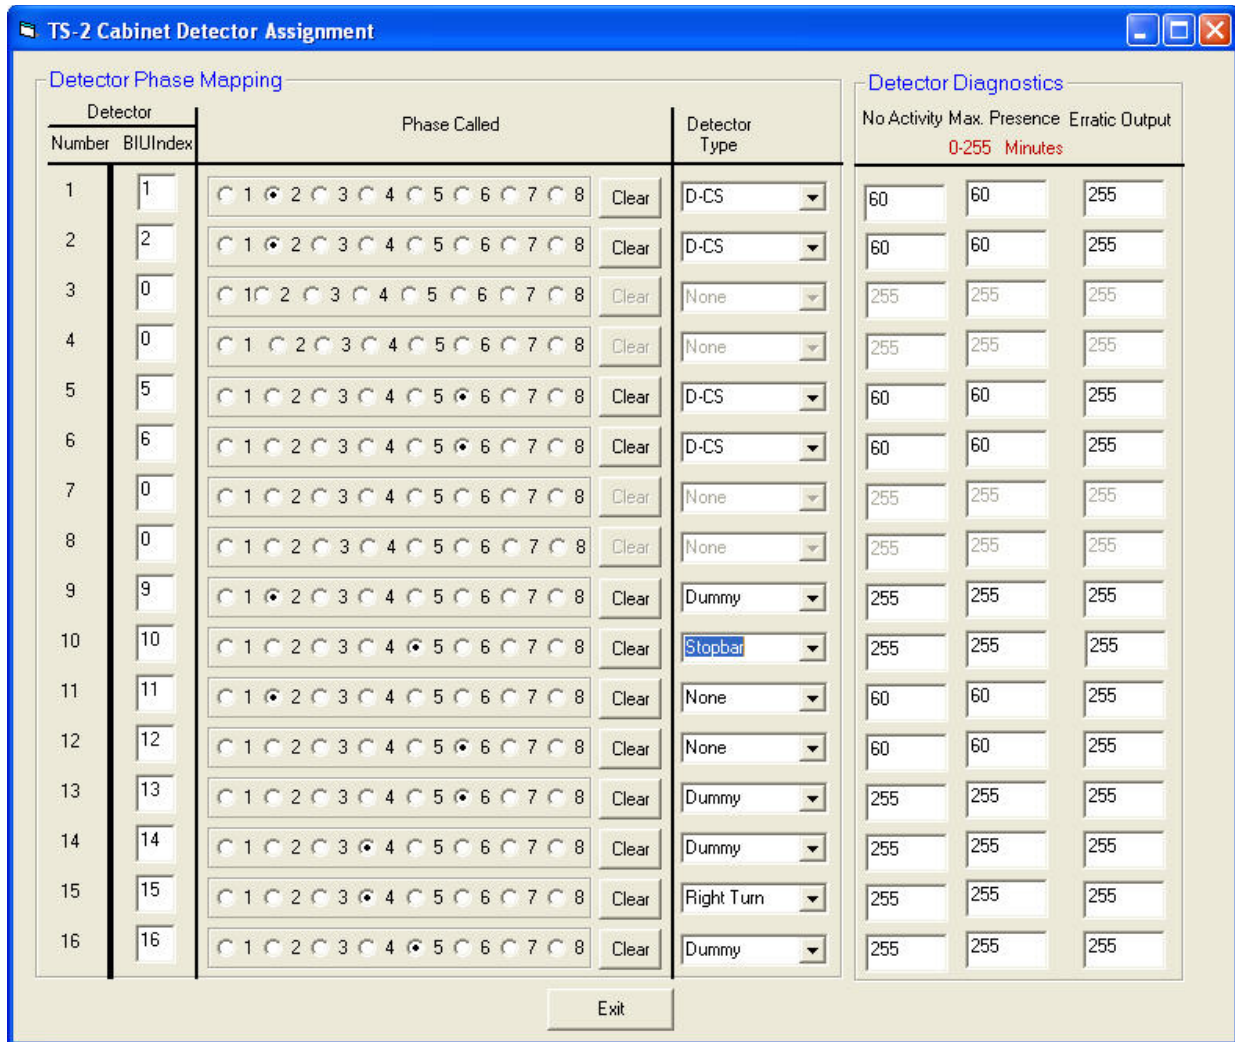 TS-2 Cabinet Detector Assignment
Detector Phase Mapping
Detector Diagnostics
Detector
Phase Called
Detector Type
No Activity Max. Presence Erratic Output
Number BIUIndex
0-255 Minutes
1 1 1 2 3 4 5 6 7 8 Clear D-CS 60 60 255
2 2 1 2 3 4 5 6 7 8 Clear D-CS 60 60 255
3 0 1 2 3 4 5 6 7 8 Clear None 255 255 255
4 0 1 2 3 4 5 6 7 8 Clear None 255 255 255
5 5 1 2 3 4 5 6 7 8 Clear D-CS 60 60 255
6 6 1 2 3 4 5 6 7 8 Clear D-CS 60 60 255
7 0 1 2 3 4 5 6 7 8 Clear None 255 255 255
8 0 1 2 3 4 5 6 7 8 Clear None 255 255 255
9 9 1 2 3 4 5 6 7 8 Clear Dummy 255 255 255
10 10 1 2 3 4 5 6 7 8 Clear Stopbar 255 255 255
11 11 1 2 3 4 5 6 7 8 Clear None 60 60 255
12 12 1 2 3 4 5 6 7 8 Clear None 60 60 255
13 13 1 2 3 4 5 6 7 8 Clear Dummy 255 255 255
14 14 1 2 3 4 5 6 7 8 Clear Dummy 255 255 255
15 15 1 2 3 4 5 6 7 8 Clear Right Turn 255 255 255
16 16 1 2 3 4 5 6 7 8 Clear Dummy 255 255 255
Exit